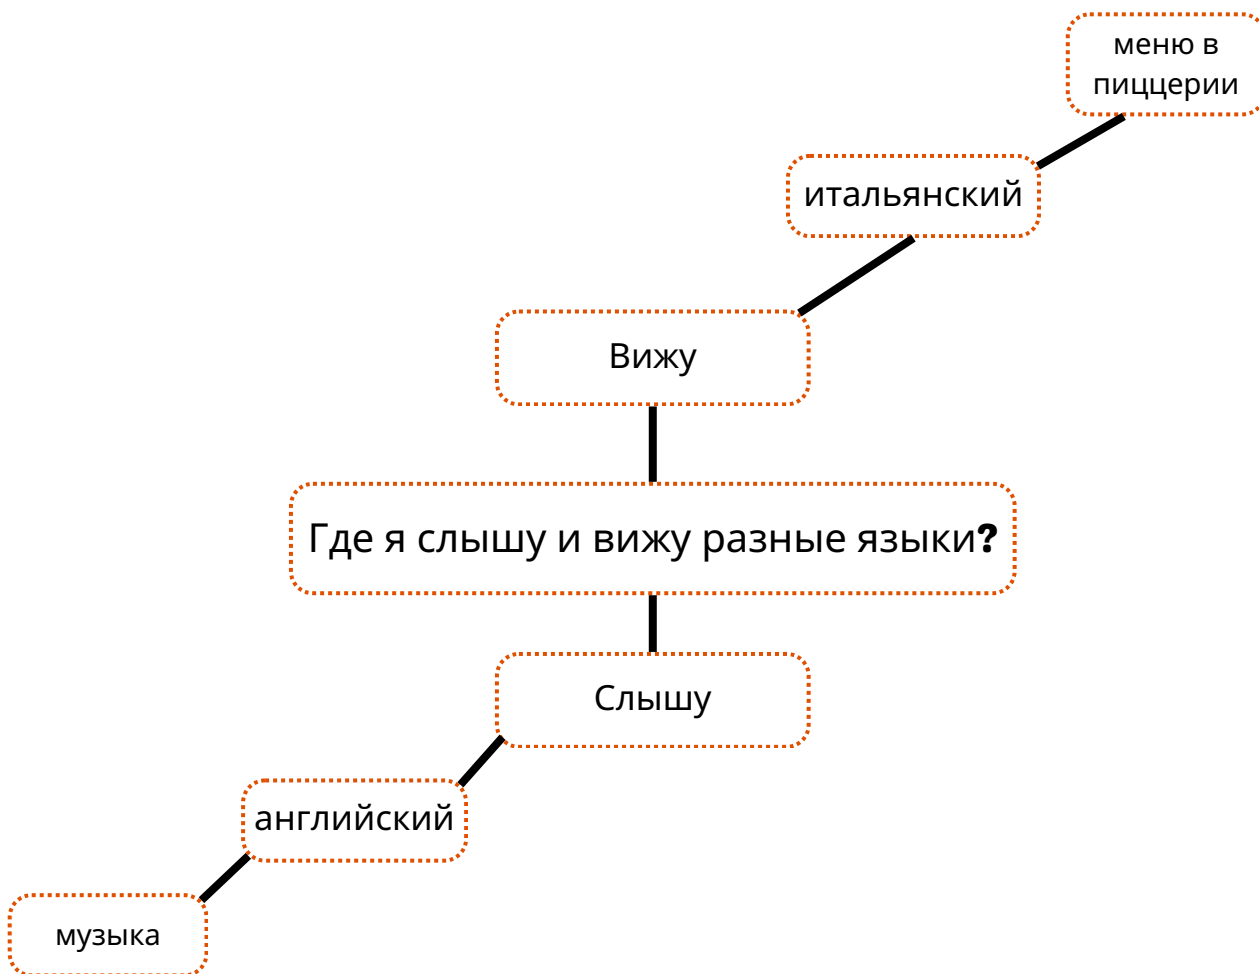 меню в
пиццерии
итальянский
Вижу
Где я слышу и вижу разные языки?
Слышу
английский
музыка